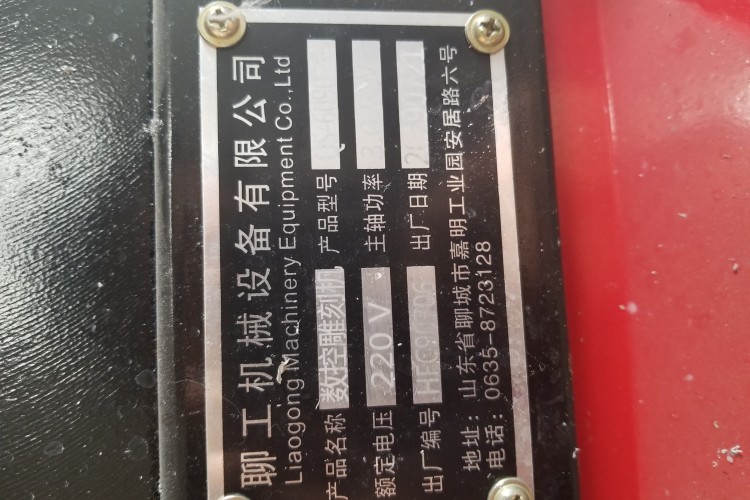 聊工机械设备有限公司
Liaogong Machinery Equipment Co.,Ltd
产品名称 数控雕刻机 产品型号
额定电压 220 V 主轴功率
出厂编号 出厂日期
地址：山东省聊城市嘉明工业园安居路六号
电话：0635-8723128